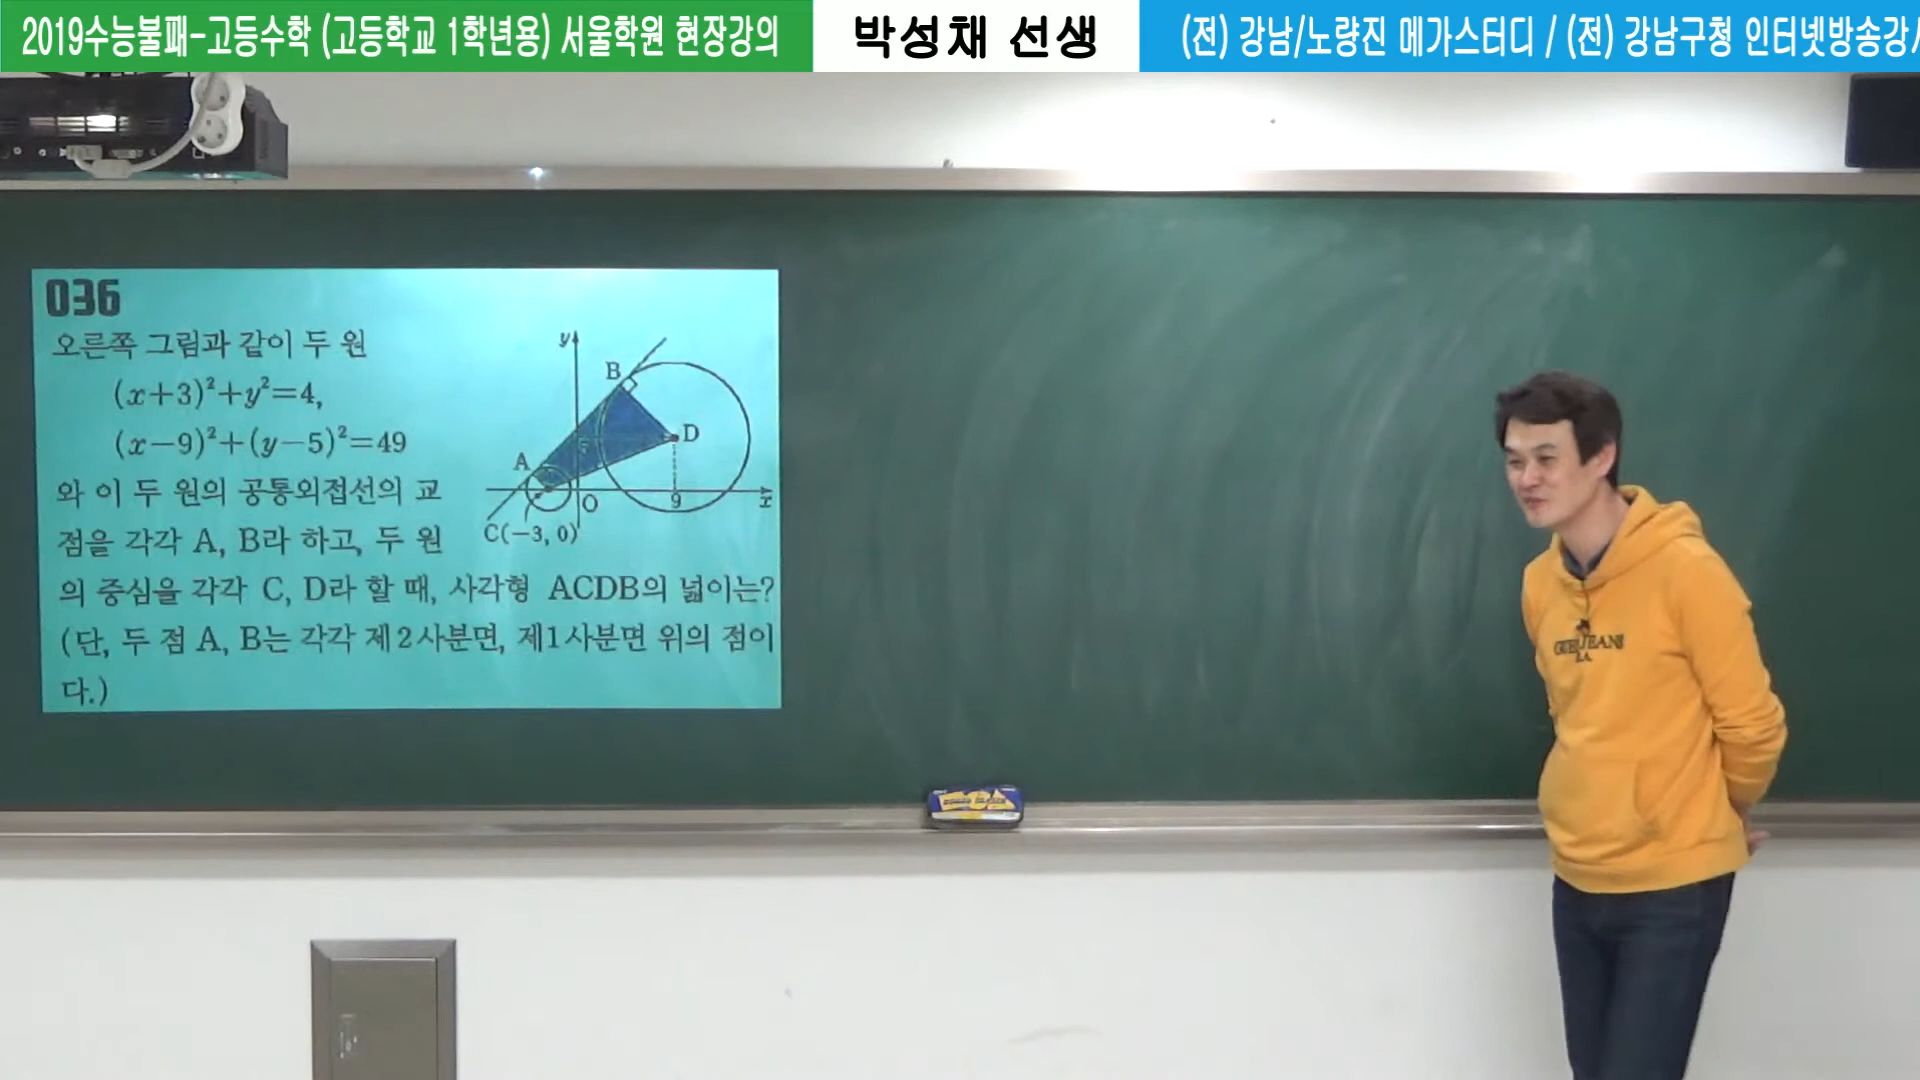 2019수능불패-고등수학 (고등학교 1학년용) 서울학원 현장강의
박성채 선생
(전) 강남/노량진 메가스터디 / (전) 강남구청 인터넷방송강사
036
오른쪽 그림과 같이 두 원
(x+3)²+y²=4,
(x-9)²+(y-5)²=49
와 이 두 원의 공통외접선의 교
점을 각각 A, B라 하고, 두 원
의 중심을 각각 C, D라 할 때, 사각형 ACDB의 넓이는?
(단, 두 점 A, B는 각각 제2사분면, 제1사분면 위의 점이
다.)
y
B
D
A
O
9
x
C(-3, 0)